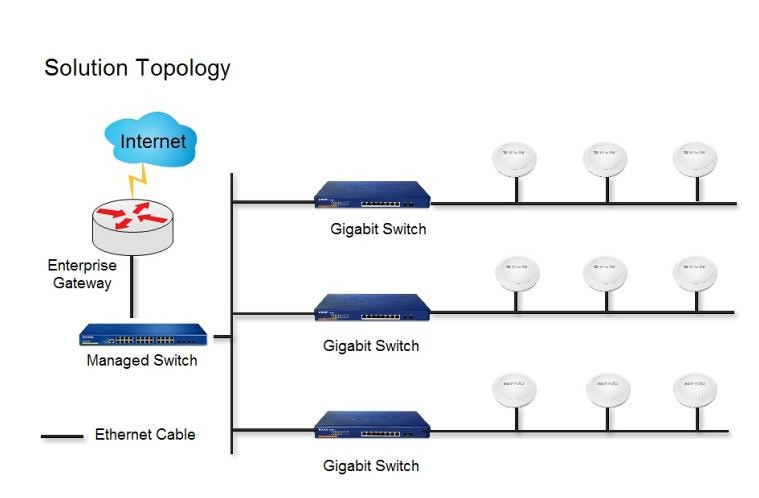 Solution Topology
Internet
Enterprise
Gateway
Managed Switch
Gigabit Switch
Gigabit Switch
Gigabit Switch
Ethernet Cable